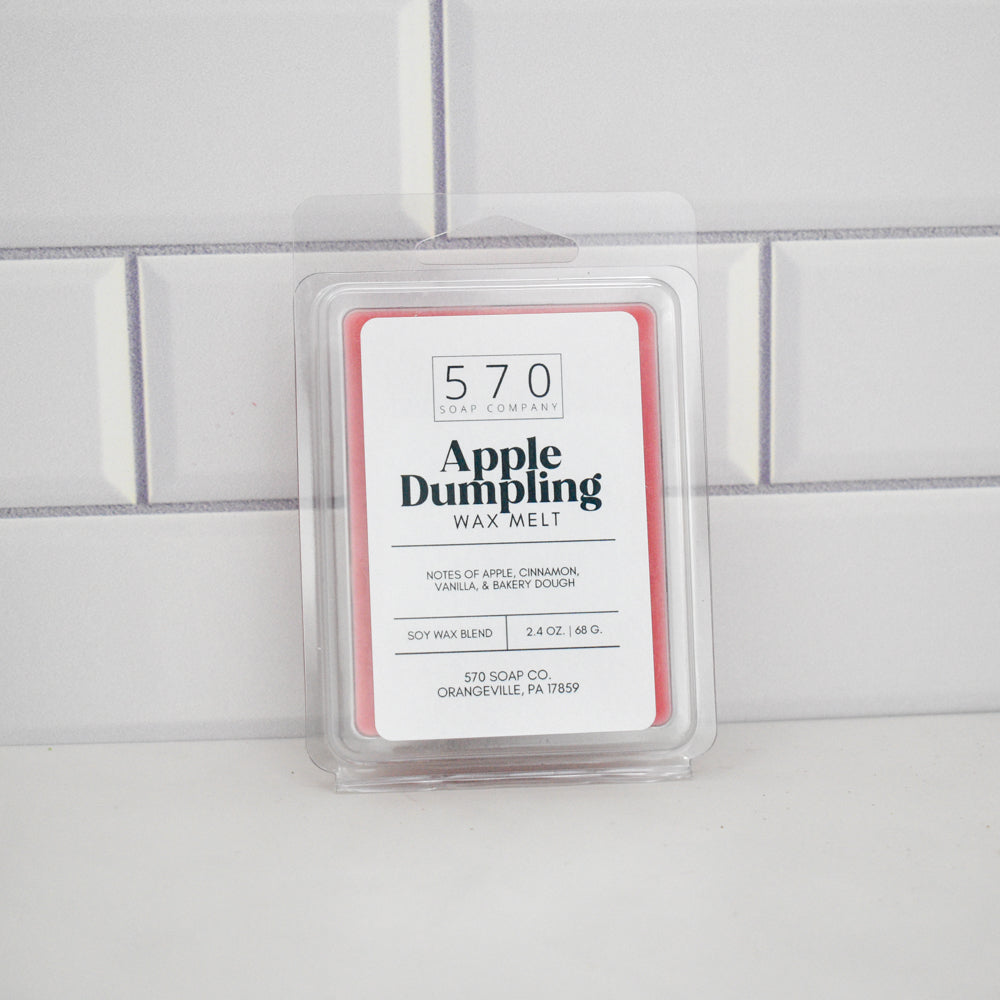 570
SOAP COMPANY
Apple
Dumpling
WAX MELT
NOTES OF APPLE, CINNAMON,
VANILLA, & BAKERY DOUGH
SOY WAX BLEND
2.4 OZ. | 68 G.
570 SOAP CO.
ORANGEVILLE, PA 17859